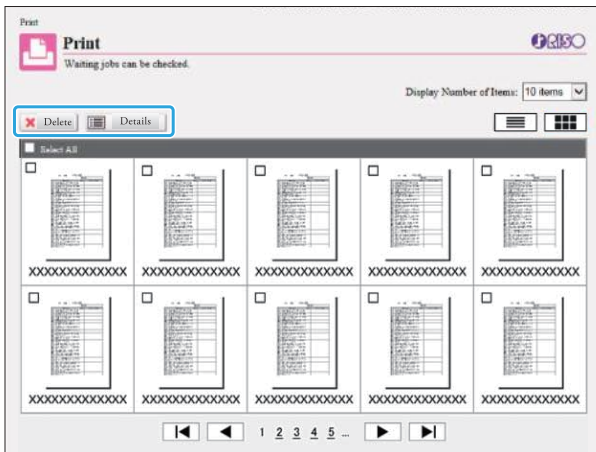 Print
Print
RISO
Waiting jobs can be checked.
Display Number of Items: 10 items
Delete Details
Select All
XXXXXXXXXXXXX XXXXXXXXXXXXX XXXXXXXXXXXXX XXXXXXXXXXXXX XXXXXXXXXXXXX
XXXXXXXXXXXXX XXXXXXXXXXXXX XXXXXXXXXXXXX XXXXXXXXXXXXX XXXXXXXXXXXXX
1 2 3 4 5 ...